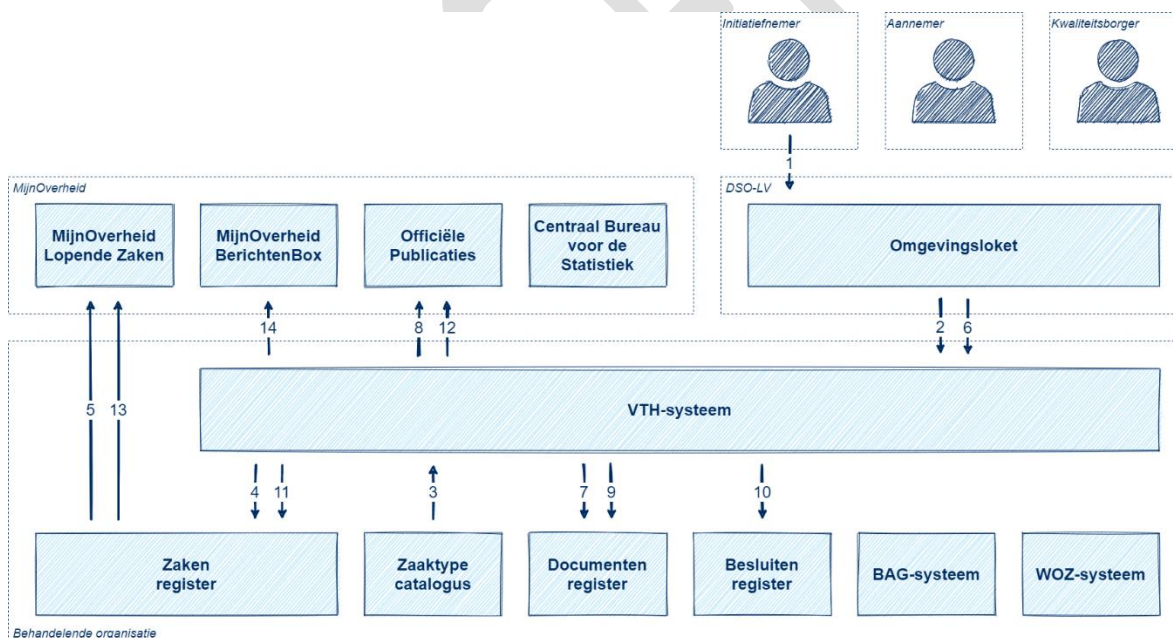 Initiatiefnemer
Aannemer
Kwaliteitsborger
1
MijnOverheid
DSO-LV
MijnOverheid
Lopende Zaken
MijnOverheid
BerichtenBox
Officiële
Publicaties
Centraal Bureau
voor de
Statistiek
Omgevingsloket
14
8
12
2
6
5
13
VTH-systeem
4
11
3
7
9
10
Zaken
register
Zaaktype
catalogus
Documenten
register
Besluiten
register
BAG-systeem
WOZ-systeem
Behandelende organisatie